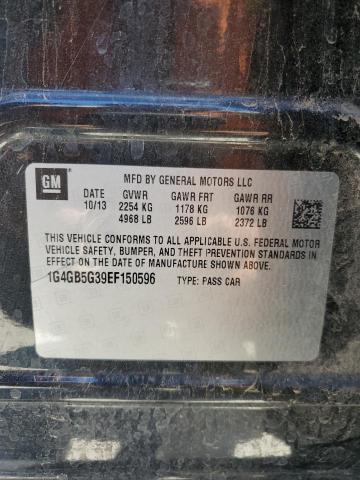 GM
MFD BY GENERAL MOTORS LLC
DATE GVWR GAWR FRT GAWR RR
10/13 2254 KG 1178 KG 1076 KG
4968 LB 2596 LB 2372 LB
THIS VEHICLE CONFORMS TO ALL APPLICABLE U.S. FEDERAL MOTOR
VEHICLE SAFETY, BUMPER, AND THEFT PREVENTION STANDARDS IN
EFFECT ON THE DATE OF MANUFACTURE SHOWN ABOVE.
1G4GB5G39EF150596 TYPE: PASS CAR